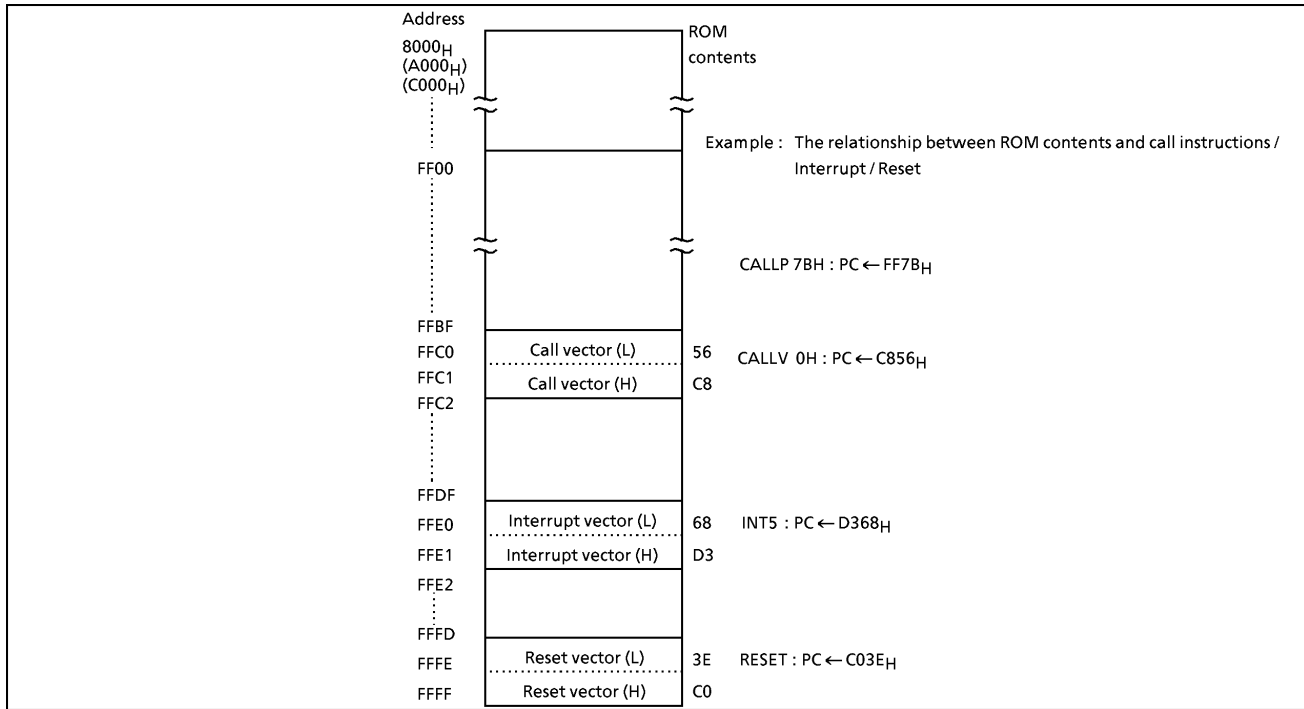 Address
ROM
contents
8000H
(A000H)
(C000H)
Example : The relationship between ROM contents and call instructions /
Interrupt / Reset
FF00
CALLP 7BH : PC ← FF7BH
FFBF
FFC0 Call vector (L) 56 CALLV 0H : PC ← C856H
FFC1 Call vector (H) C8
FFC2
FFDF
FFE0 Interrupt vector (L) 68 INT5 : PC ← D368H
FFE1 Interrupt vector (H) D3
FFE2
FFFD
FFFE Reset vector (L) 3E RESET : PC ← C03EH
FFFF Reset vector (H) C0